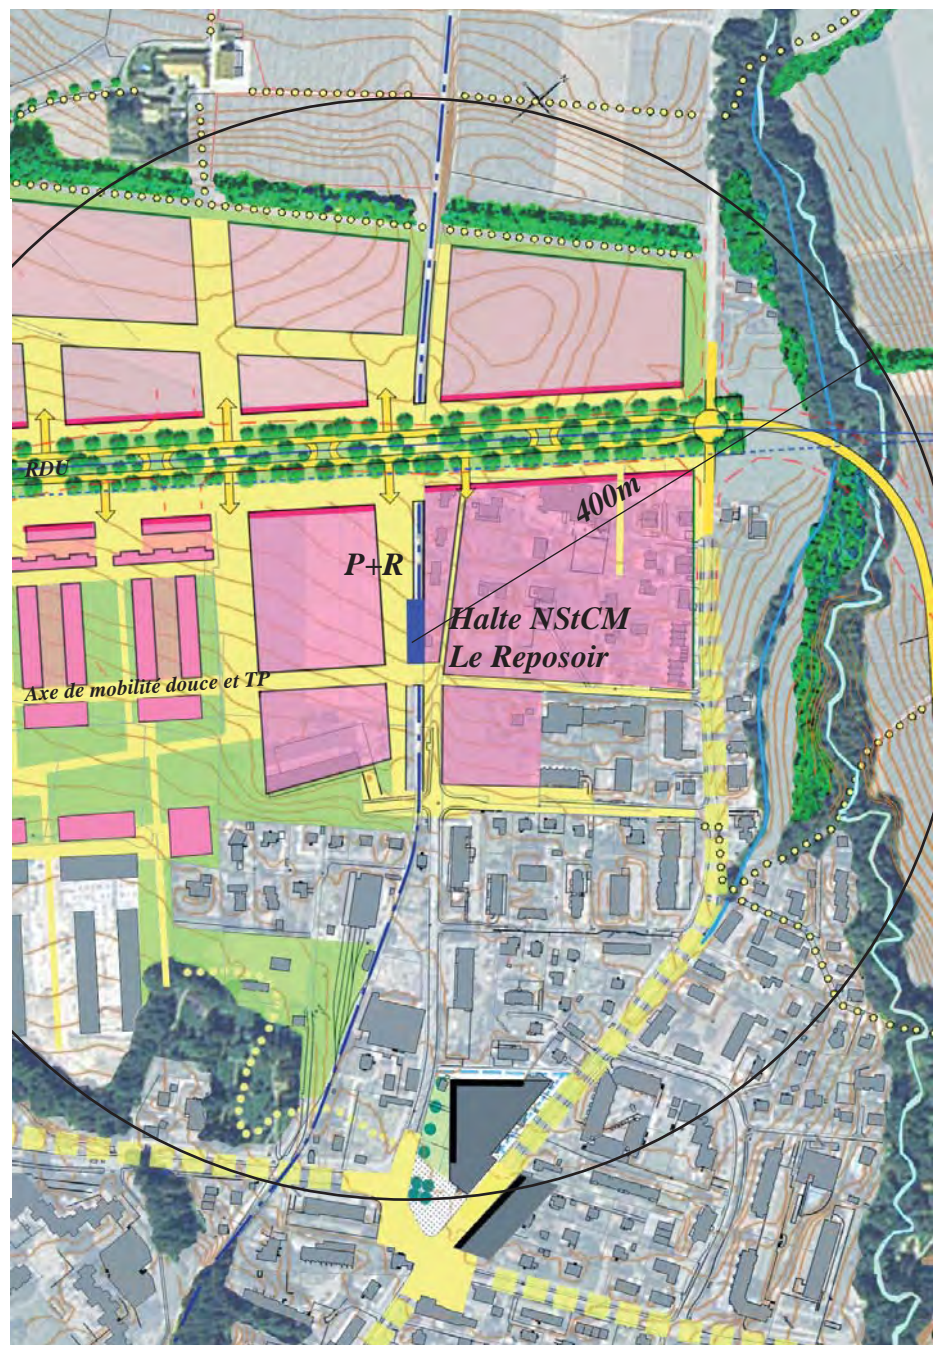 RDU
400m
P+R
Halte NStCM
Le Reposoir
Axe de mobilité douce et TP